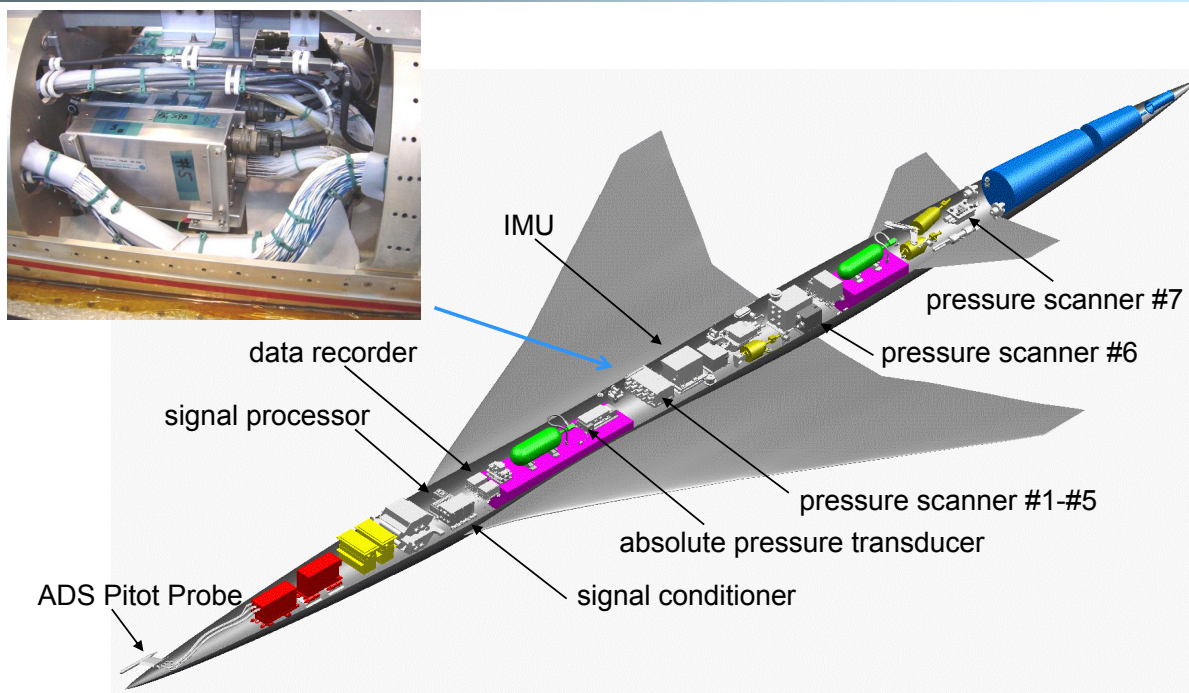 #5
IMU
data recorder
signal processor
pressure scanner #7
pressure scanner #6
pressure scanner #1-#5
absolute pressure transducer
signal conditioner
ADS Pitot Probe